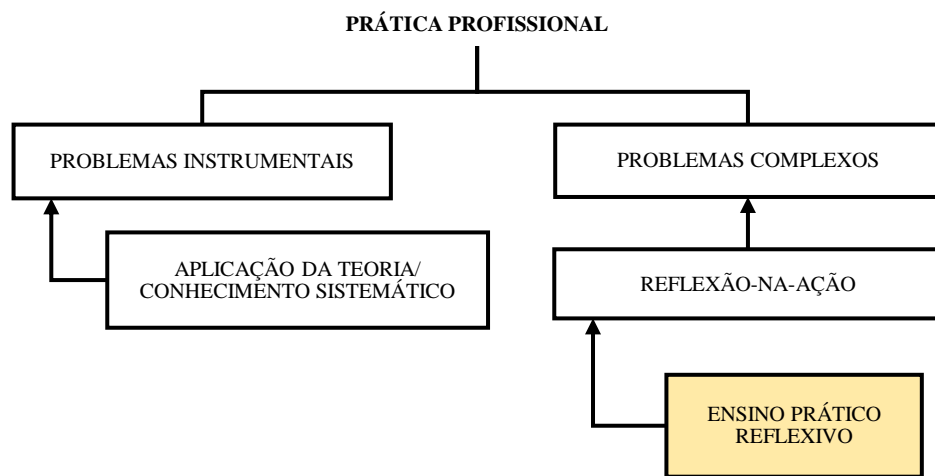 PRÁTICA PROFISSIONAL
PROBLEMAS INSTRUMENTAIS
PROBLEMAS COMPLEXOS
APLICAÇÃO DA TEORIA/
CONHECIMENTO SISTEMÁTICO
REFLEXÃO-NA-AÇÃO
ENSINO PRÁTICO
REFLEXIVO